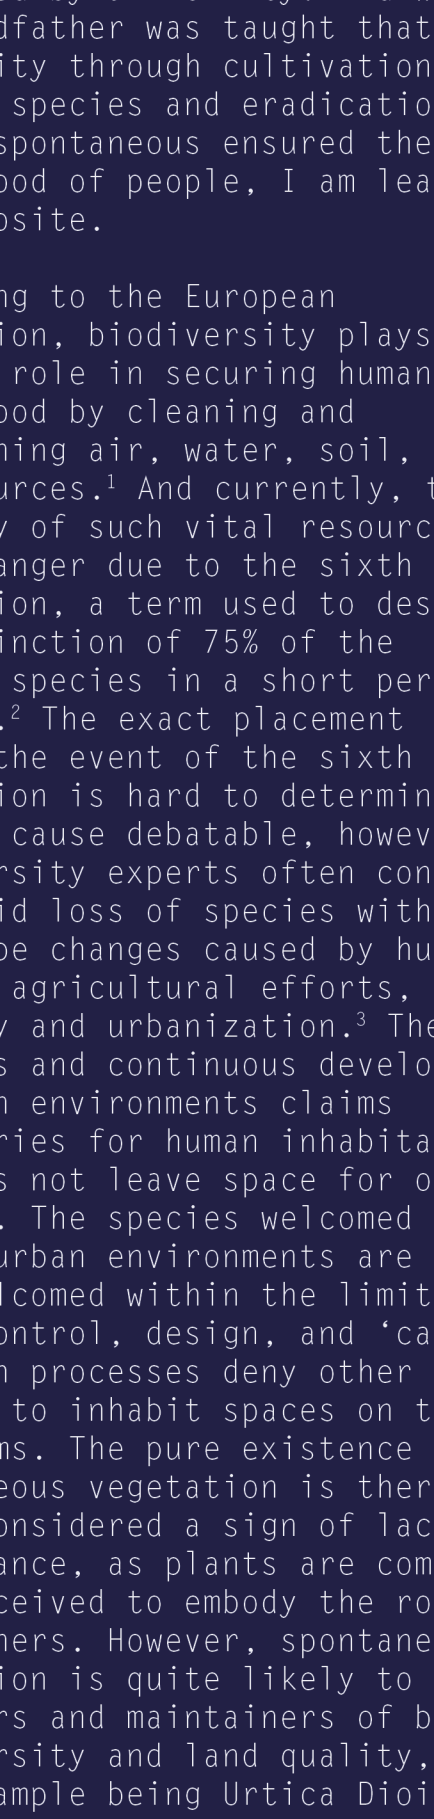 dfather was taught that
ity through cultivation
species and eradicatio
spontaneous ensured the
ood of people, I am lea
osite.
ng to the European
ion, biodiversity plays
role in securing human
ood by cleaning and
ning air, water, soil,
urces.¹ And currently, t
y of such vital resourc
anger due to the sixth
ion, a term used to des
inction of 75% of the
species in a short per
.² The exact placement
the event of the sixth
ion is hard to determin
cause debatable, howev
rsity experts often con
id loss of species with
pe changes caused by hu
agricultural efforts,
y and urbanization.³ The
s and continuous develo
n environments claims
ries for human inhabita
s not leave space for o
. The species welcomed
urban environments are
lcomed within the limit
ontrol, design, and ‘ca
n processes deny other
to inhabit spaces on t
ms. The pure existence
eous vegetation is ther
onsidered a sign of lac
ance, as plants are com
ceived to embody the ro
ners. However, spontane
ion is quite likely to
rs and maintainers of b
rsity and land quality,
ample being Urtica Dioi